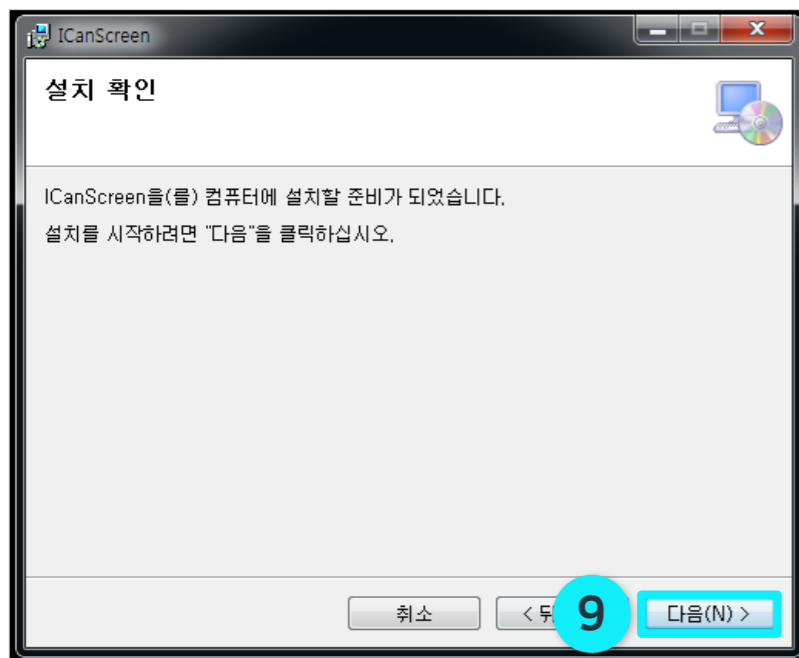 ICanScreen
설치 확인
ICanScreen을(를) 컴퓨터에 설치할 준비가 되었습니다.
설치를 시작하려면 "다음"을 클릭하십시오.
취소
< 뒤
9
다음(N) >